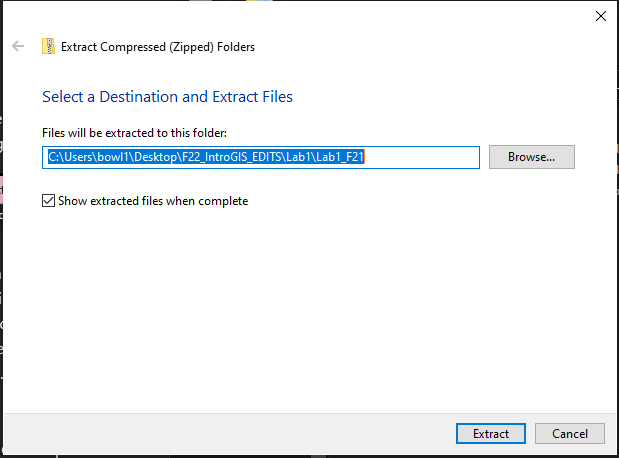 Extract Compressed (Zipped) Folders
Select a Destination and Extract Files
Files will be extracted to this folder:
C:\Users\bowl1\Desktop\F22_IntroGIS_EDITS\Lab1\Lab1_F21
Browse...
Show extracted files when complete
Extract
Cancel